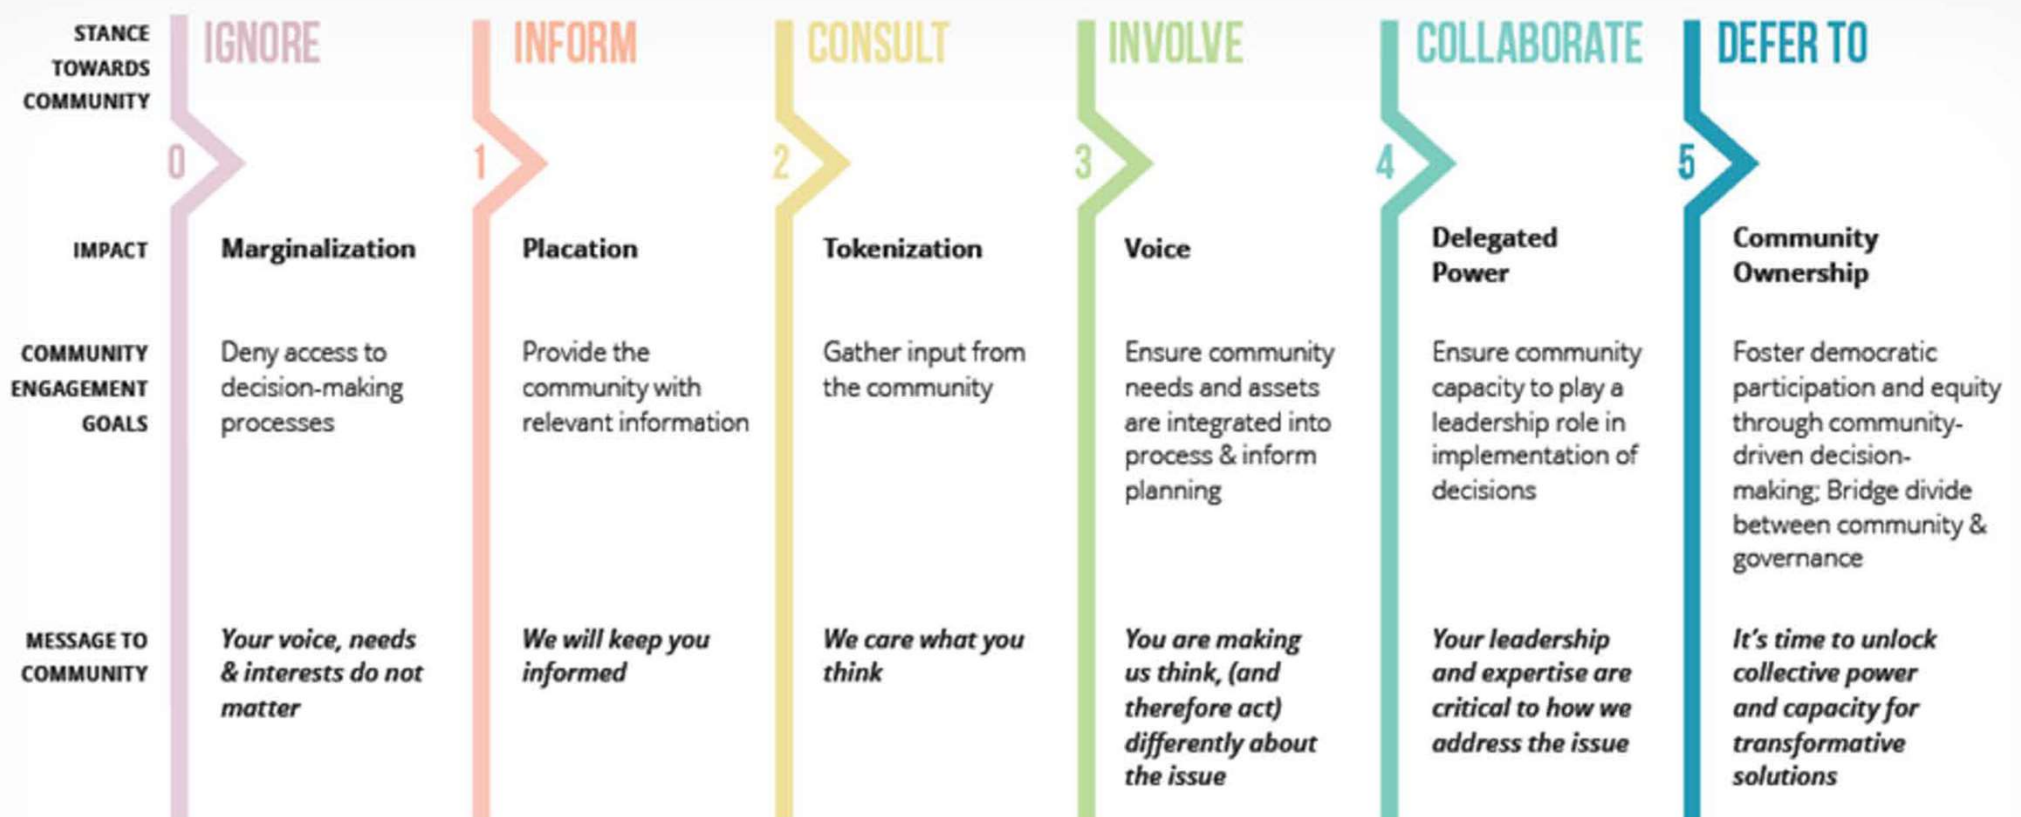 STANCE
TOWARDS
COMMUNITY
IGNORE
INFORM
CONSULT
INVOLVE
COLLABORATE
DEFER TO
0
1
2
3
4
5
IMPACT
Marginalization
Placation
Tokenization
Voice
Delegated
Power
Community
Ownership
COMMUNITY
ENGAGEMENT
GOALS
Deny access to
decision-making
processes
Provide the
community with
relevant information
Gather input from
the community
Ensure community
needs and assets
are integrated into
process & inform
planning
Ensure community
capacity to play a
leadership role in
implementation of
decisions
Foster democratic
participation and equity
through community-
driven decision-
making; Bridge divide
between community &
governance
MESSAGE TO
COMMUNITY
Your voice, needs
& interests do not
matter
We will keep you
informed
We care what you
think
You are making
us think, (and
therefore act)
differently about
the issue
Your leadership
and expertise are
critical to how we
address the issue
It's time to unlock
collective power
and capacity for
transformative
solutions